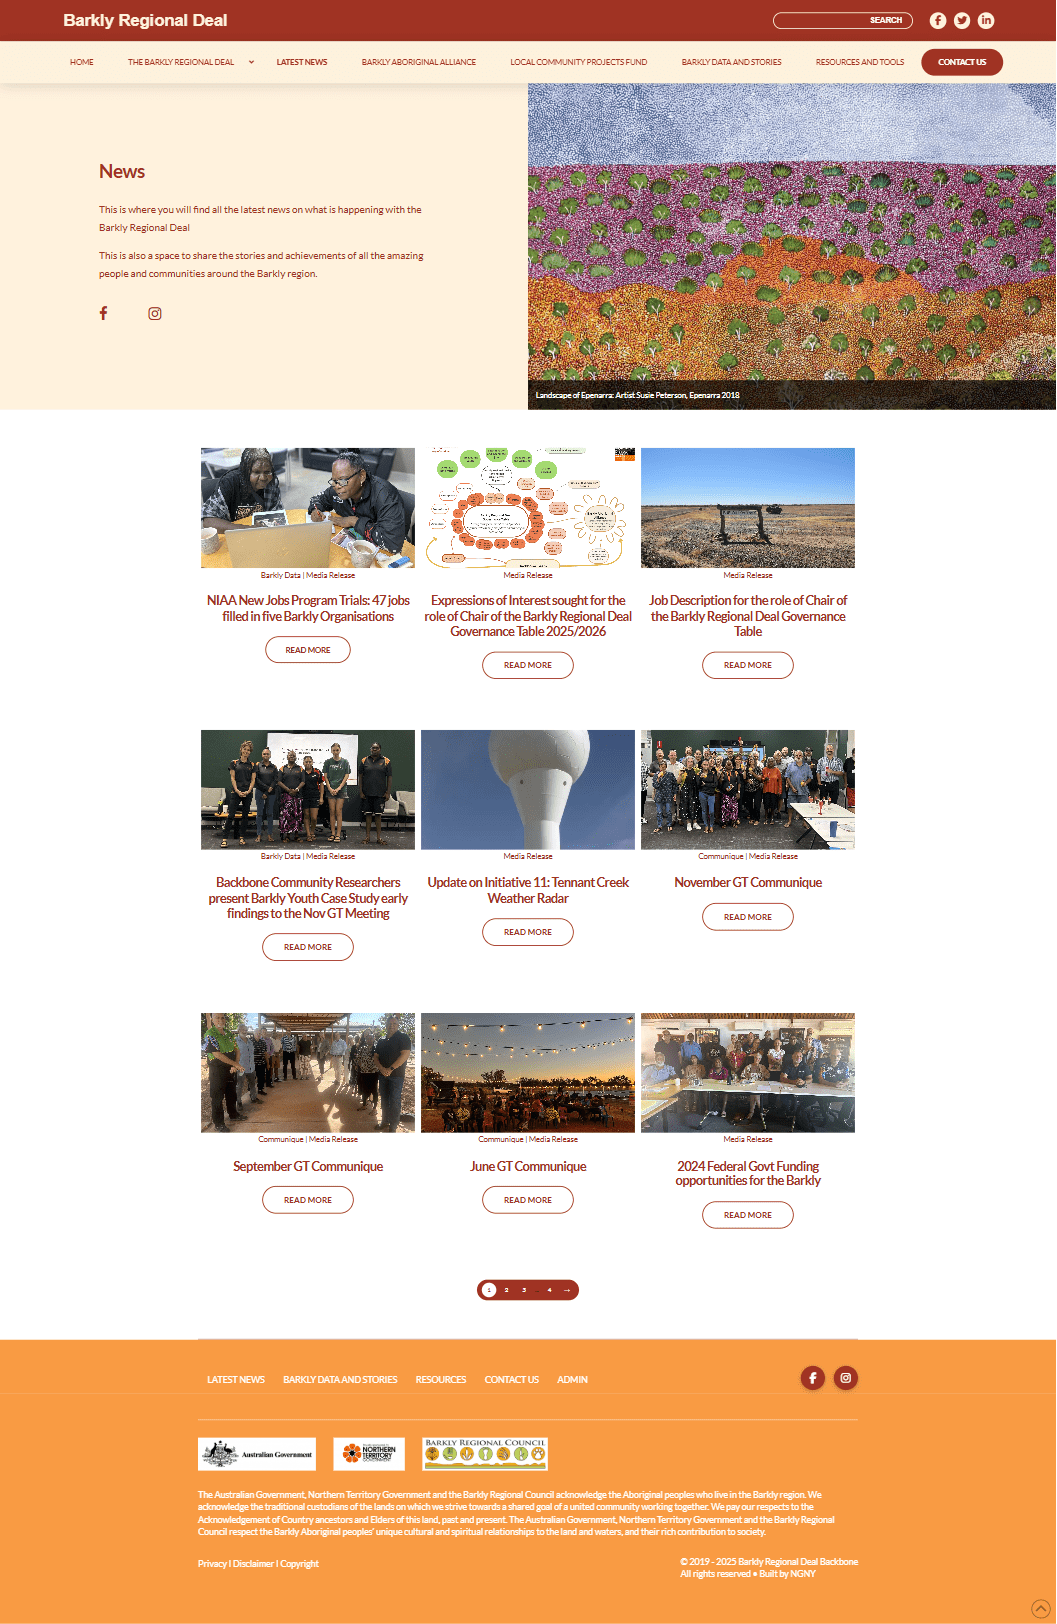 Barkly Regional Deal
SEARCH
HOME
THE BARKLY REGIONAL DEAL
LATEST NEWS
BARKLY ABORIGINAL ALLIANCE
LOCAL COMMUNITY PROJECTS FUND
BARKLY DATA AND STORIES
RESOURCES AND TOOLS
CONTACT US
News
This is where you will find all the latest news on what is happening with the
Barkly Regional Deal
This is also a space to share the stories and achievements of all the amazing
people and communities around the Barkly region.
Landscape of Epenarra: Artist Susie Peterson, Epenarra 2018
Barkly Data | Media Release
NIAA New Jobs Program Trials: 47 jobs
filled in five Barkly Organisations
READ MORE
Media Release
Expressions of Interest sought for the
role of Chair of the Barkly Regional Deal
Governance Table 2025/2026
READ MORE
Media Release
Job Description for the role of Chair of
the Barkly Regional Deal Governance
Table
READ MORE
Barkly Data | Media Release
Backbone Community Researchers
present Barkly Youth Case Study early
findings to the Nov GT Meeting
READ MORE
Media Release
Update on Initiative 11: Tennant Creek
Weather Radar
READ MORE
Communique | Media Release
November GT Communique
READ MORE
Communique | Media Release
September GT Communique
READ MORE
Communique | Media Release
June GT Communique
READ MORE
Media Release
2024 Federal Govt Funding
opportunities for the Barkly
READ MORE
1 2 3 … 4 →
LATEST NEWS
BARKLY DATA AND STORIES
RESOURCES
CONTACT US
ADMIN
Australian Government
NORTHERN
TERRITORY
GOVERNMENT
BARKLY REGIONAL COUNCIL
The Australian Government, Northern Territory Government and the Barkly Regional Council acknowledge the Aboriginal peoples who live in the Barkly region. We
acknowledge the traditional custodians of the lands on which we strive towards a shared goal of a united community working together. We pay our respects to the
Acknowledgement of Country ancestors and Elders of this land, past and present. The Australian Government, Northern Territory Government and the Barkly Regional
Council respect the Barkly Aboriginal peoples' unique cultural and spiritual relationships to the land and waters, and their rich contribution to society.
Privacy | Disclaimer | Copyright
© 2019 - 2025 Barkly Regional Deal Backbone
All rights reserved • Built by NGNY